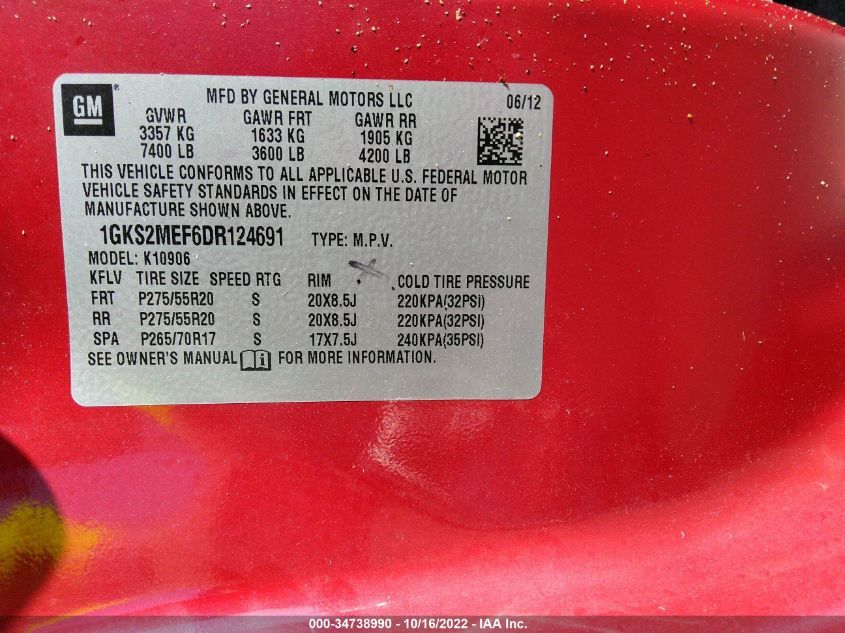 GM
MFD BY GENERAL MOTORS LLC 06/12
GVWR GAWR FRT GAWR RR
3357 KG 1633 KG 1905 KG
7400 LB 3600 LB 4200 LB
THIS VEHICLE CONFORMS TO ALL APPLICABLE U.S. FEDERAL MOTOR
VEHICLE SAFETY STANDARDS IN EFFECT ON THE DATE OF
MANUFACTURE SHOWN ABOVE.
1GKS2MEF6DR124691 TYPE: M.P.V.
MODEL: K10906
KFLV TIRE SIZE SPEED RTG RIM COLD TIRE PRESSURE
FRT P275/55R20 S 20X8.5J 220KPA(32PSI)
RR P275/55R20 S 20X8.5J 220KPA(32PSI)
SPA P265/70R17 S 17X7.5J 240KPA(35PSI)
SEE OWNER'S MANUAL i FOR MORE INFORMATION.
000-34738990 - 10/16/2022 - IAA Inc.